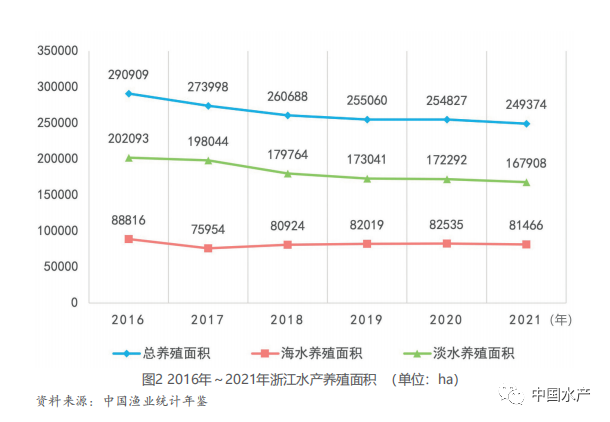 350000
300000
250000
200000
150000
100000
50000
0
290909 273998 260688 255060 254827 249374
202093 198044 179764 173041 172292 167908
88816 75954 80924 82019 82535 81466
2016 2017 2018 2019 2020 2021 (年)
总养殖面积 海水养殖面积 淡水养殖面积
图2 2016年～2021年浙江水产养殖面积 （单位：ha）
资料来源：中国渔业统计年鉴
中国水产